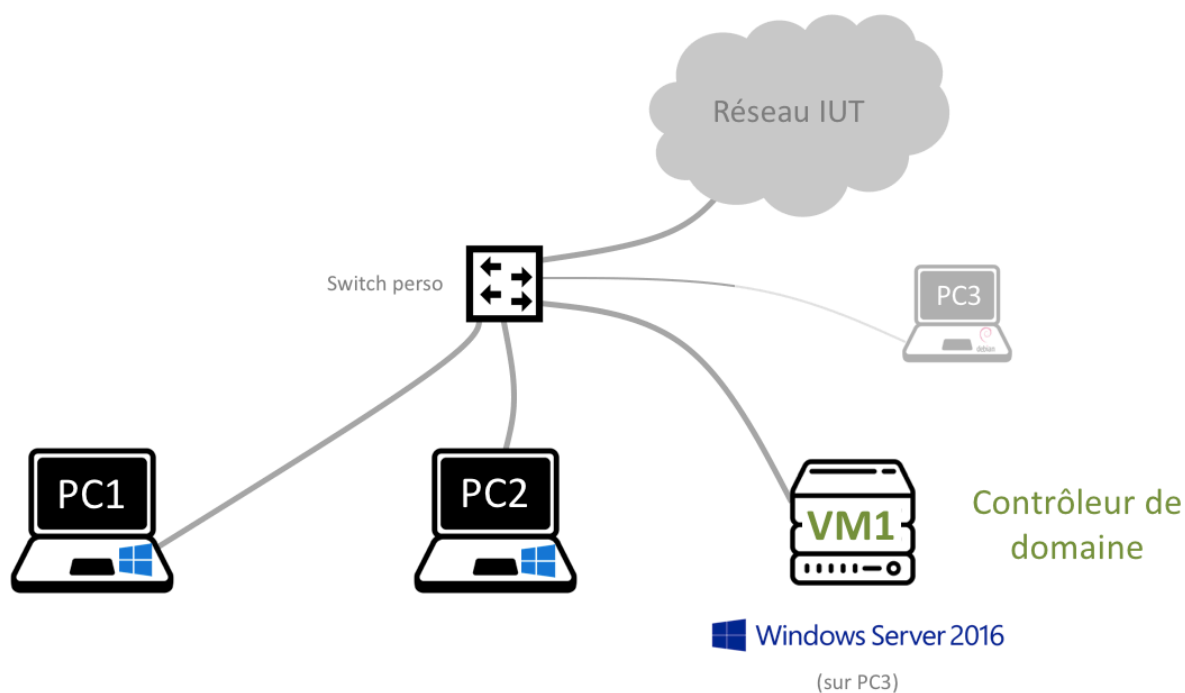 Réseau IUT
Switch perso
PC3
debian
PC1
PC2
VM1
Contrôleur de
domaine
Windows Server 2016
(sur PC3)